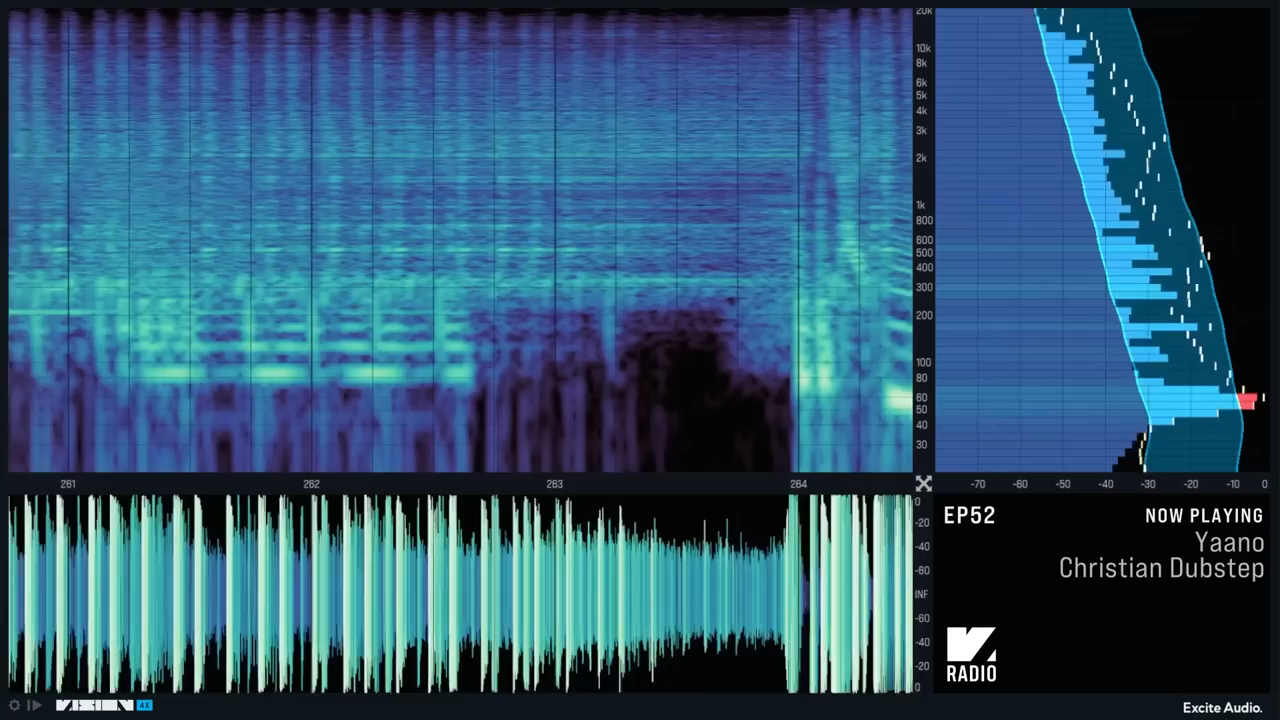 20k
10k
8k
6k
5k
4k
3k
2k
1k
800
600
500
400
300
200
100
80
60
50
40
30
261 262 263 264
-70 -60 -50 -40 -30 -20 -10 0
0
-20
-40
-60
INF
-60
-40
-20
0
EP52
NOW PLAYING
Yaano
Christian Dubstep
RADIO
VISION 4X
Excite Audio.